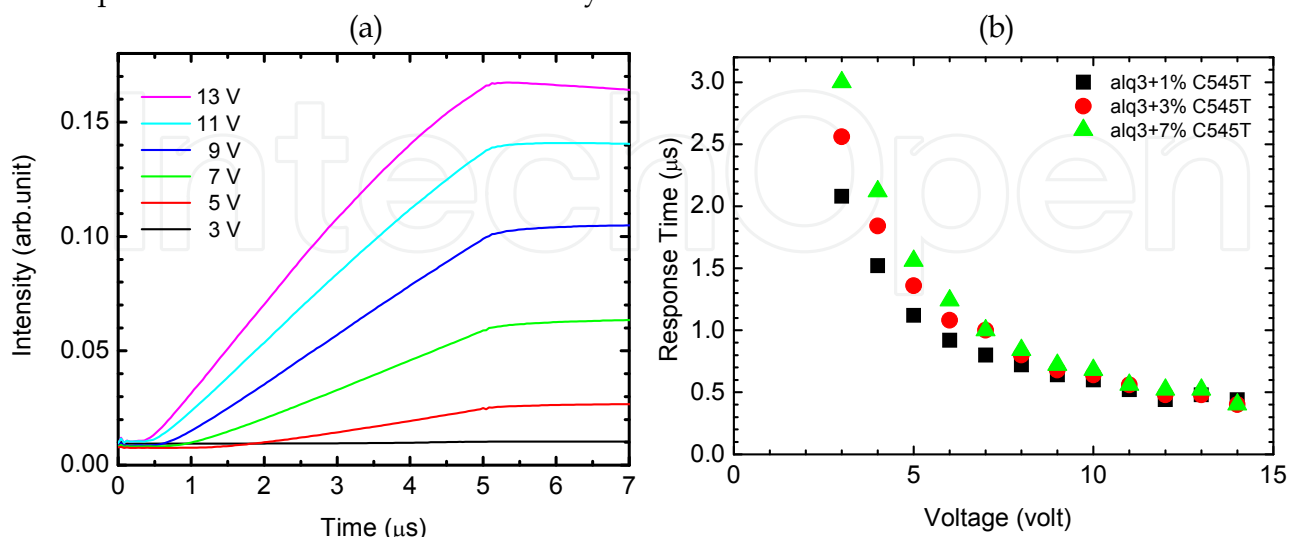 (a)
(b)
13 V
11 V
9 V
7 V
5 V
3 V
Intensity (arb.unit)
0.15
0.10
0.05
0.00
0 1 2 3 4 5 6 7
Time (μs)
alq3+1% C545T
alq3+3% C545T
alq3+7% C545T
Response Time (μs)
3.0
2.5
2.0
1.5
1.0
0.5
0.0
0 5 10 15
Voltage (volt)
IntechOpen